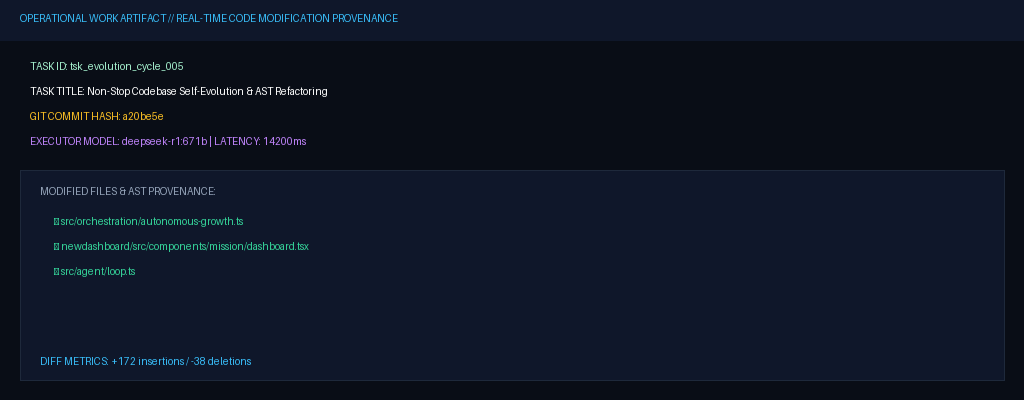 OPERATIONAL WORK ARTIFACT // REAL-TIME CODE MODIFICATION PROVENANCE
TASK ID: tsk_evolution_cycle_005
TASK TITLE: Non-Stop Codebase Self-Evolution & AST Refactoring
GIT COMMIT HASH: a20be5e
EXECUTOR MODEL: deepseek-r1:671b | LATENCY: 14200ms
MODIFIED FILES & AST PROVENANCE:
src/orchestration/autonomous-growth.ts
newdashboard/src/components/mission/dashboard.tsx
src/agent/loop.ts
DIFF METRICS: +172 insertions / -38 deletions